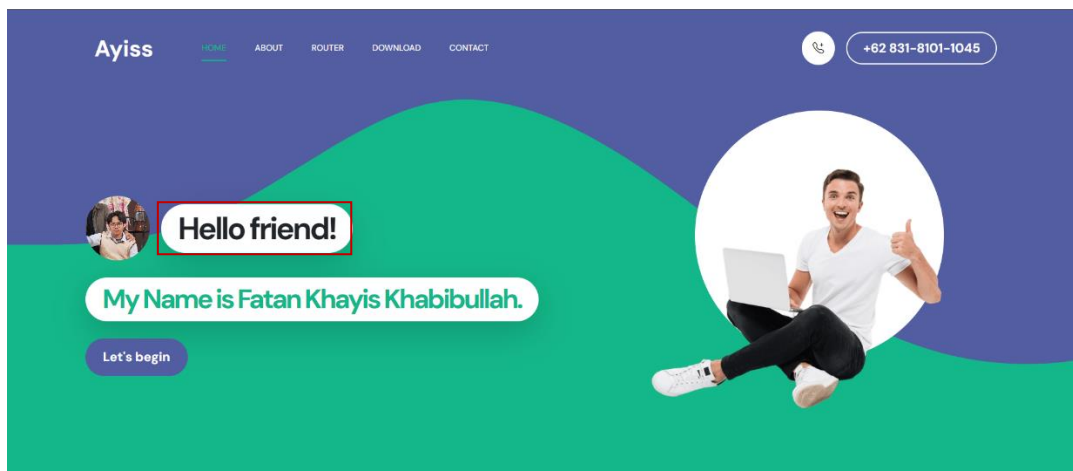 Ayiss
HOME ABOUT ROUTER DOWNLOAD CONTACT
+62 831-8101-1045
Hello friend!
My Name is Fatan Khayis Khabibullah.
Let's begin